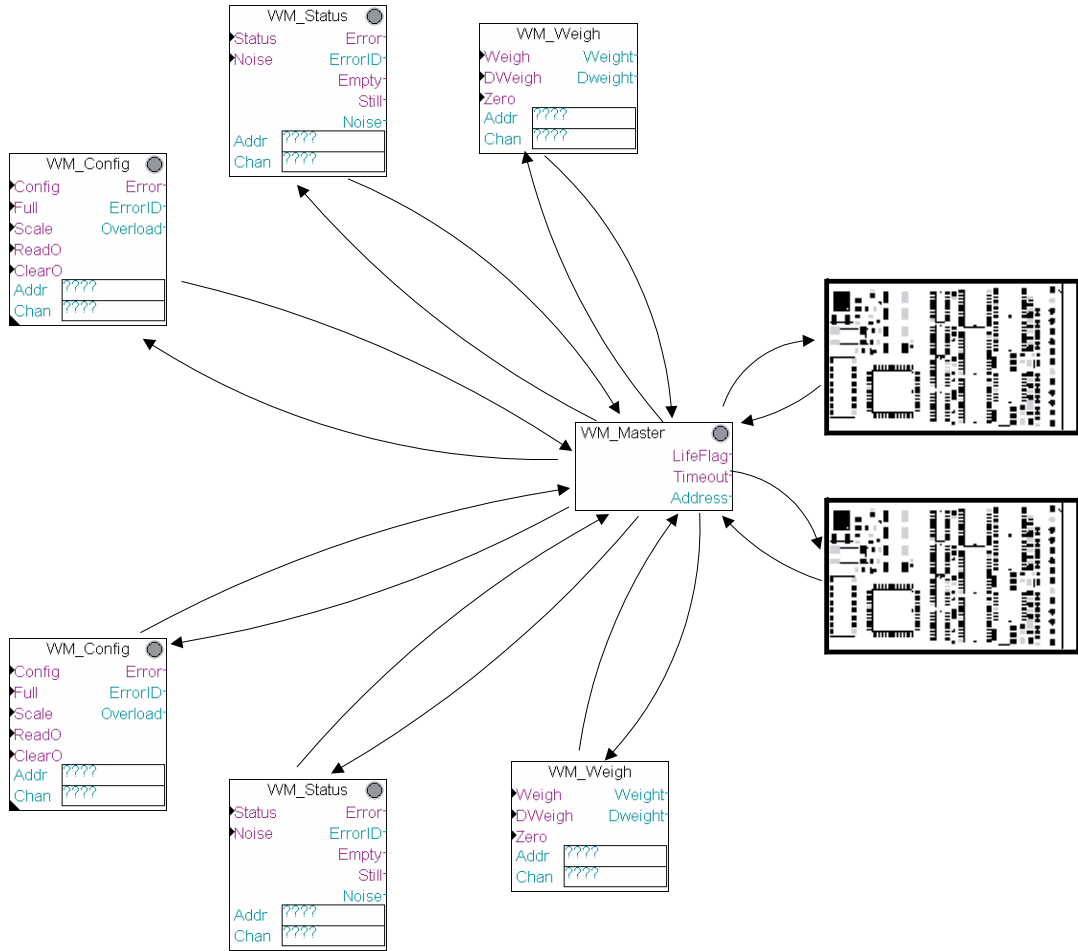 WM_Status
Status Error
Noise ErrorID
Empty
Still
Noise
Addr ????
Chan ????
WM_Weigh
Weigh Weight
DWeigh Dweight
Zero
Addr ????
Chan ????
WM_Config
Config Error
Full ErrorID
Scale Overload
ReadO
ClearO
Addr ????
Chan ????
WM_Master
LifeFlag
Timeout
Address
WM_Config
Config Error
Full ErrorID
Scale Overload
ReadO
ClearO
Addr ????
Chan ????
WM_Status
Status Error
Noise ErrorID
Empty
Still
Noise
Addr ????
Chan ????
WM_Weigh
Weigh Weight
DWeigh Dweight
Zero
Addr ????
Chan ????